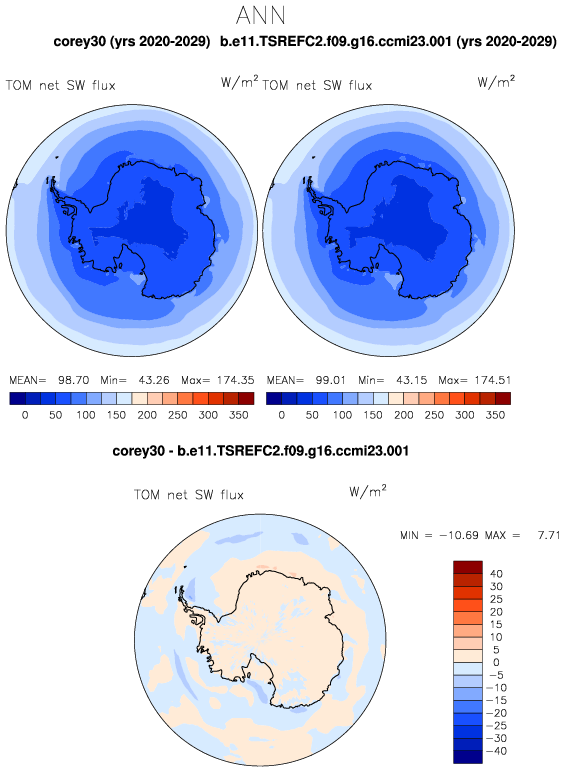 ANN
corey30 (yrs 2020-2029) b.e11.TSREFC2.f09.g16.ccmi23.001 (yrs 2020-2029)
TOM net SW flux W/m² TOM net SW flux W/m²
MEAN= 98.70 Min= 43.26 Max= 174.35 MEAN= 99.01 Min= 43.15 Max= 174.51
0 50 100 150 200 250 300 350 0 50 100 150 200 250 300 350
corey30 - b.e11.TSREFC2.f09.g16.ccmi23.001
TOM net SW flux W/m²
MIN = -10.69 MAX = 7.71
40
30
25
20
15
10
5
0
-5
-10
-15
-20
-25
-30
-40